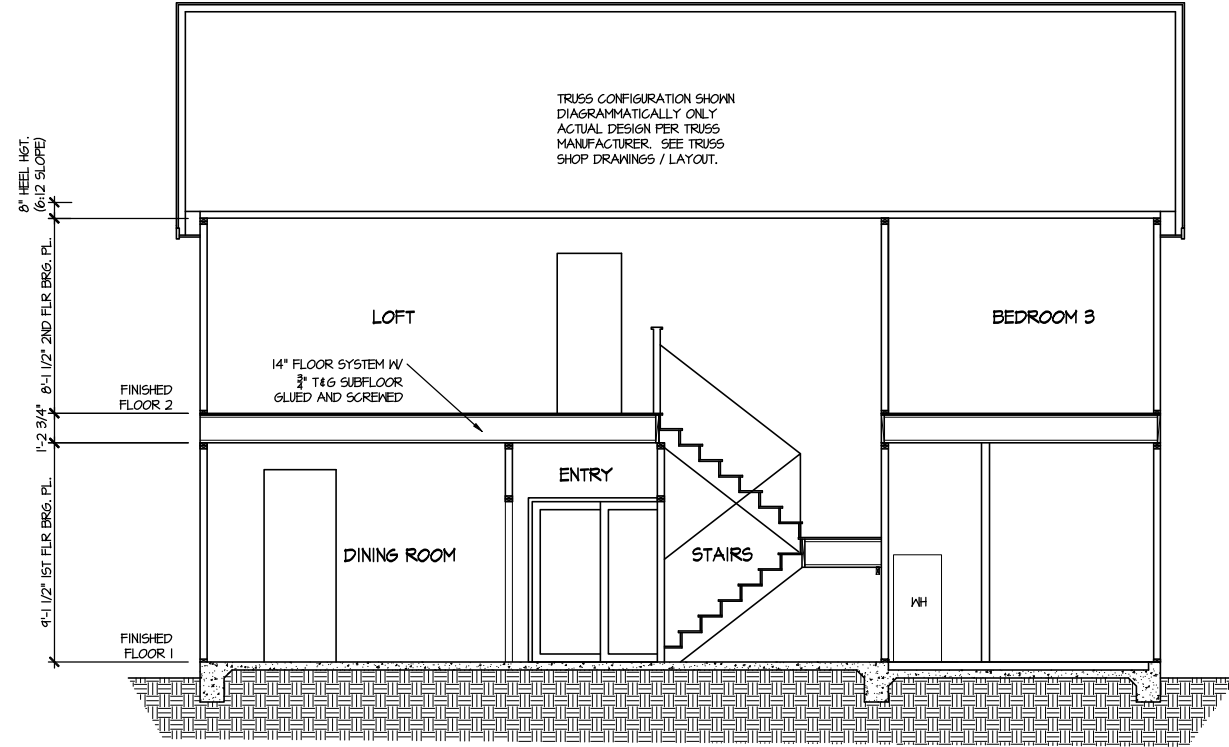 TRUSS CONFIGURATION SHOWN
DIAGRAMMATICALLY ONLY
ACTUAL DESIGN PER TRUSS
MANUFACTURER. SEE TRUSS
SHOP DRAWINGS / LAYOUT.
8" HEEL HGT.
(6:12 SLOPE)
8'-1 1/2" 2ND FLR BRG. PL.
LOFT
BEDROOM 3
14" FLOOR SYSTEM W/
3/4" T&G SUBFLOOR
GLUED AND SCREWED
FINISHED
FLOOR 2
1'-2 3/4"
ENTRY
9'-1 1/2" 1ST FLR BRG. PL.
DINING ROOM
STAIRS
WH
FINISHED
FLOOR 1